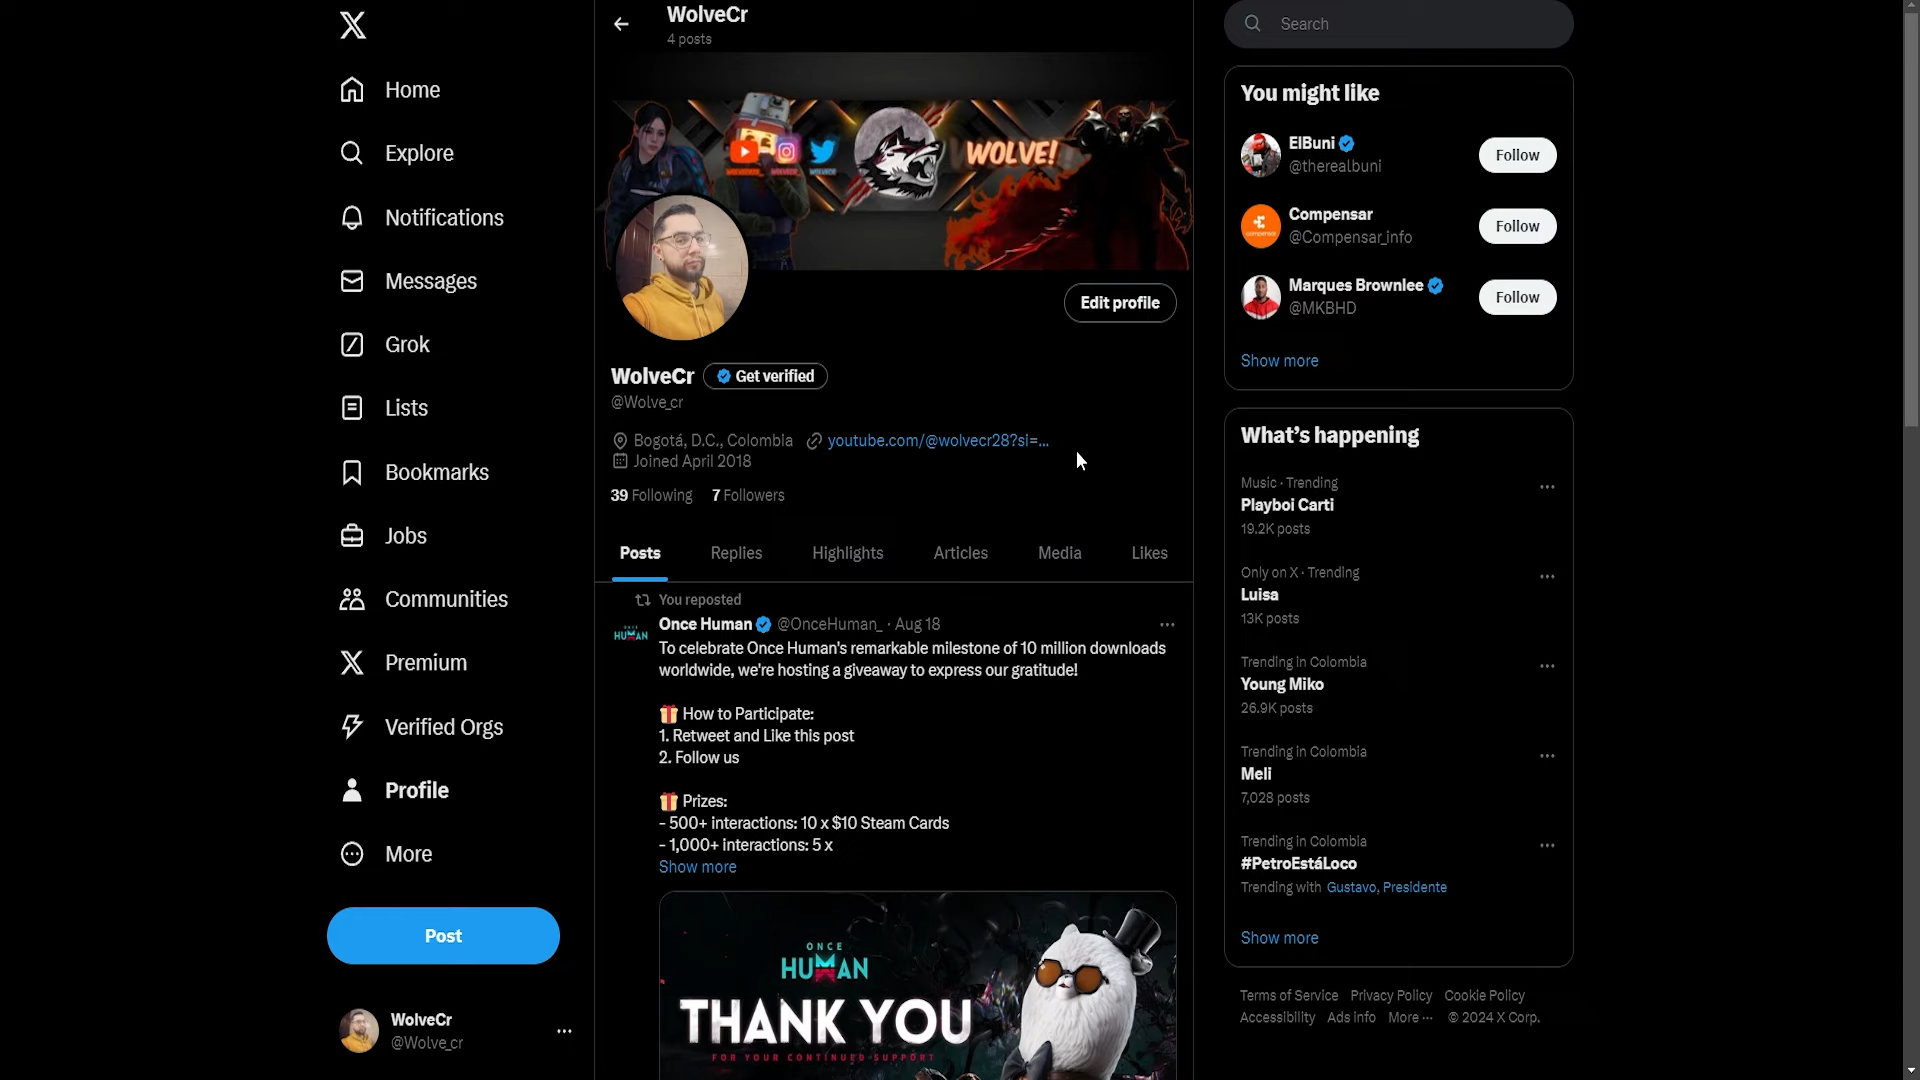 Home
Explore
Notifications
Messages
Grok
Lists
Bookmarks
Jobs
Communities
Premium
Verified Orgs
Profile
More
Post
WolveCr
@Wolve_cr
WolveCr
4 posts
WOLVE!
Edit profile
WolveCr
Get verified
@Wolve_cr
Bogotá, D.C., Colombia youtube.com/@wolvecr28?si=...
Joined April 2018
39 Following 7 Followers
Posts Replies Highlights Articles Media Likes
You reposted
Once Human @OnceHuman_ · Aug 18
To celebrate Once Human's remarkable milestone of 10 million downloads
worldwide, we're hosting a giveaway to express our gratitude!
How to Participate:
1. Retweet and Like this post
2. Follow us
Prizes:
- 500+ interactions: 10 x $10 Steam Cards
- 1,000+ interactions: 5 x
Show more
ONCE
HUMAN
THANK YOU
FOR YOUR CONTINUED SUPPORT
Search
You might like
ElBuni
@therealbuni
Follow
Compensar
@Compensar_info
Follow
Marques Brownlee
@MKBHD
Follow
Show more
What's happening
Music · Trending
Playboi Carti
19.2K posts
Only on X · Trending
Luisa
13K posts
Trending in Colombia
Young Miko
26.9K posts
Trending in Colombia
Meli
7,028 posts
Trending in Colombia
#PetroEstáLoco
Trending with Gustavo, Presidente
Show more
Terms of Service Privacy Policy Cookie Policy
Accessibility Ads info More ··· © 2024 X Corp.